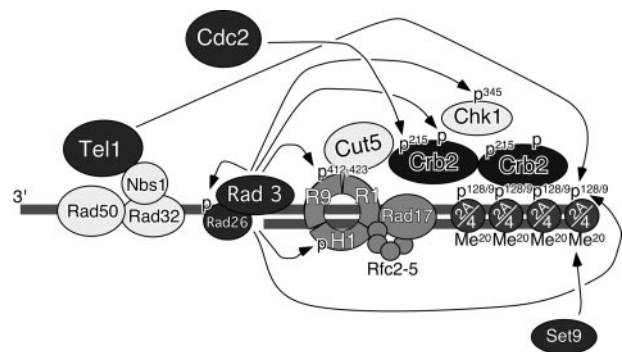 Cdc2
p345
Chk1
Tel1
Cut5
p215 p
Crb2
p215 p
Crb2
p412,423
Nbs1
3'
Rad50
Rad32
p
Rad 3
Rad26
R9
R1
Rad17
p
H1
Rfc2-5
p128/9 p128/9 p128/9 p128/9
2A 2A 2A 2A
4 4 4 4
Me20 Me20 Me20 Me20
Set9